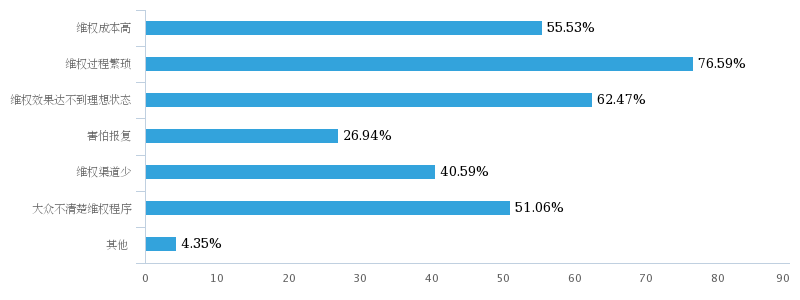 维权成本高 55.53%
维权过程繁琐 76.59%
维权效果达不到理想状态 62.47%
害怕报复 26.94%
维权渠道少 40.59%
大众不清楚维权程序 51.06%
其他 4.35%
0 10 20 30 40 50 60 70 80 90